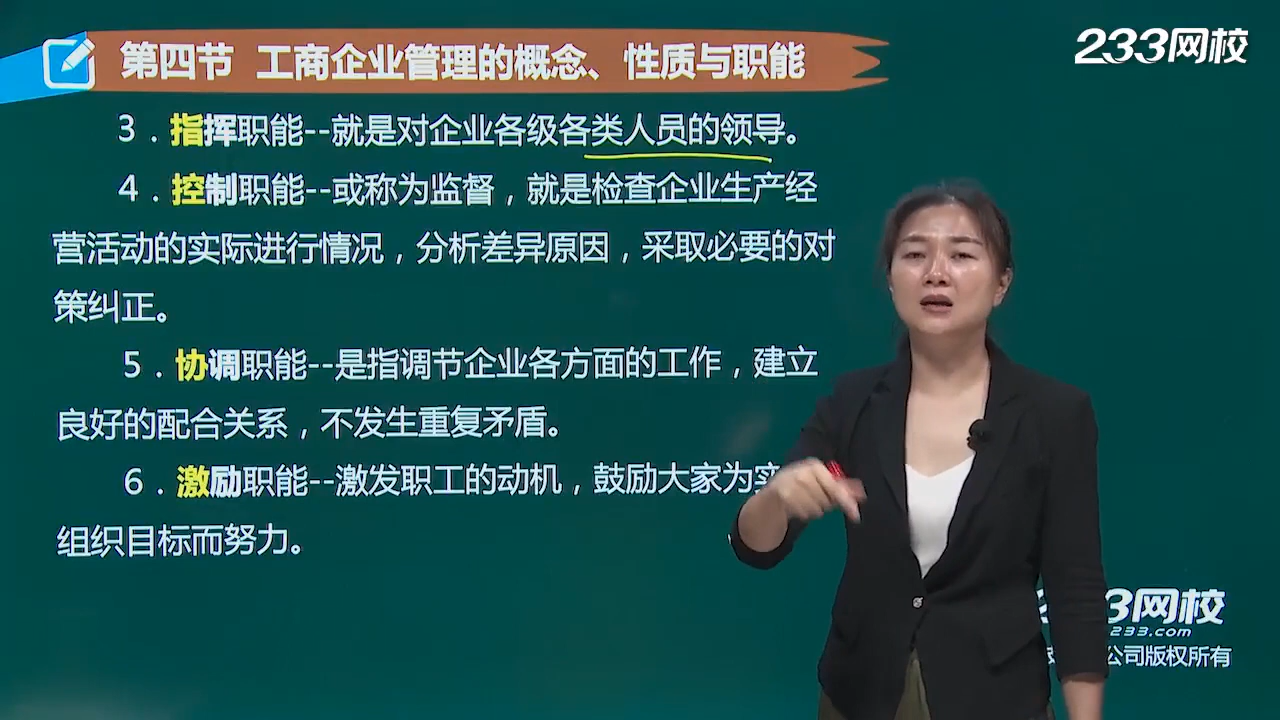 第四节 工商企业管理的概念、性质与职能
233网校
3．指挥职能--就是对企业各级各类人员的领导。
4．控制职能--或称为监督，就是检查企业生产经
营活动的实际进行情况，分析差异原因，采取必要的对
策纠正。
5．协调职能--是指调节企业各方面的工作，建立
良好的配合关系，不发生重复矛盾。
6．激励职能--激发职工的动机，鼓励大家为实
组织目标而努力。
3网校
233.com
公司版权所有